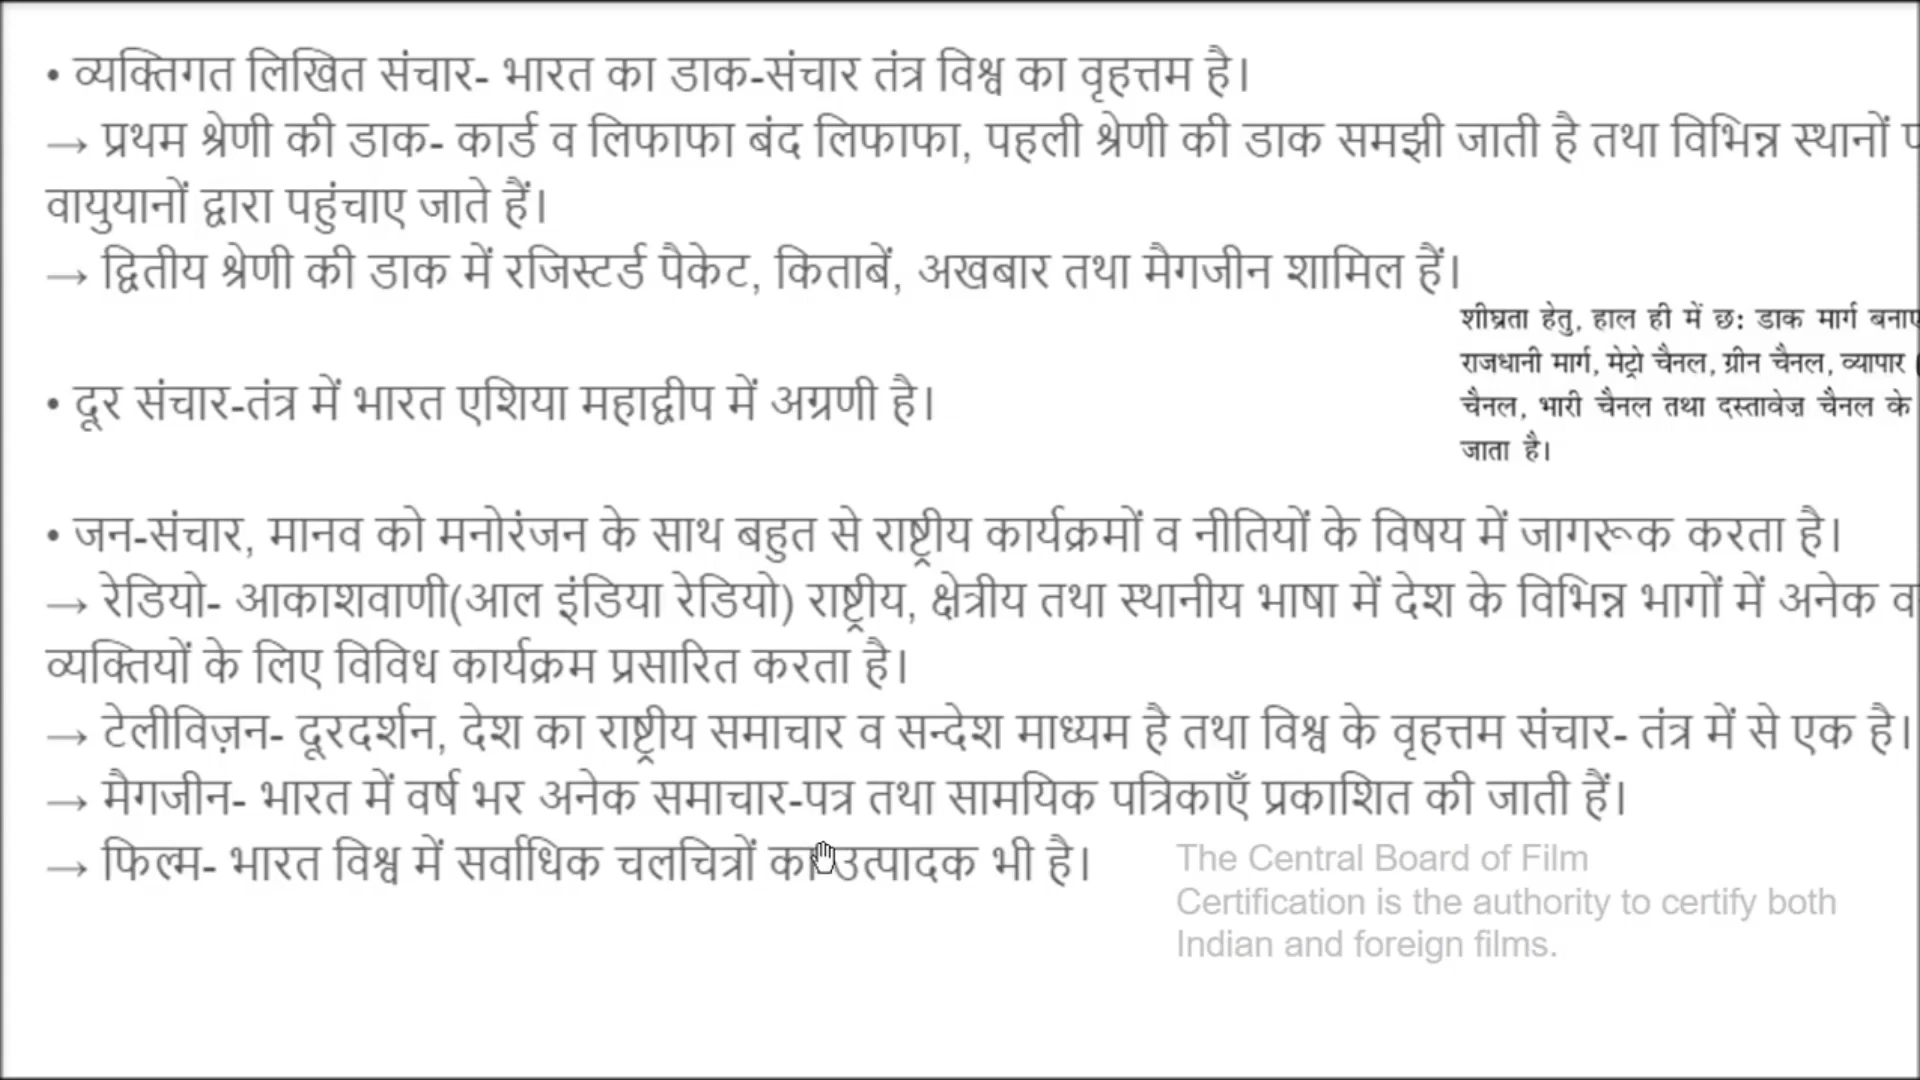 • व्यक्तिगत लिखित संचार- भारत का डाक-संचार तंत्र विश्व का वृहत्तम है।
→ प्रथम श्रेणी की डाक- कार्ड व लिफाफा बंद लिफाफा, पहली श्रेणी की डाक समझी जाती है तथा विभिन्न स्थानों
वायुयानों द्वारा पहुंचाए जाते हैं।
→ द्वितीय श्रेणी की डाक में रजिस्टर्ड पैकेट, किताबें, अखबार तथा मैगजीन शामिल हैं।
शीघ्रता हेतु, हाल ही में छः डाक मार्ग
राजधानी मार्ग, मेट्रो चैनल, ग्रीन चैनल, व्यापार
चैनल, भारी चैनल तथा दस्तावेज़ चैनल के
जाता है।
• दूर संचार-तंत्र में भारत एशिया महाद्वीप में अग्रणी है।
• जन-संचार, मानव को मनोरंजन के साथ बहुत से राष्ट्रीय कार्यक्रमों व नीतियों के विषय में जागरूक करता है।
→ रेडियो- आकाशवाणी(आल इंडिया रेडियो) राष्ट्रीय, क्षेत्रीय तथा स्थानीय भाषा में देश के विभिन्न भागों में अनेक
व्यक्तियों के लिए विविध कार्यक्रम प्रसारित करता है।
→ टेलीविज़न- दूरदर्शन, देश का राष्ट्रीय समाचार व सन्देश माध्यम है तथा विश्व के वृहत्तम संचार- तंत्र में से एक है।
→ मैगजीन- भारत में वर्ष भर अनेक समाचार-पत्र तथा सामयिक पत्रिकाएँ प्रकाशित की जाती हैं।
→ फिल्म- भारत विश्व में सर्वाधिक चलचित्रों का उत्पादक भी है।
The Central Board of Film
Certification is the authority to certify both
Indian and foreign films.